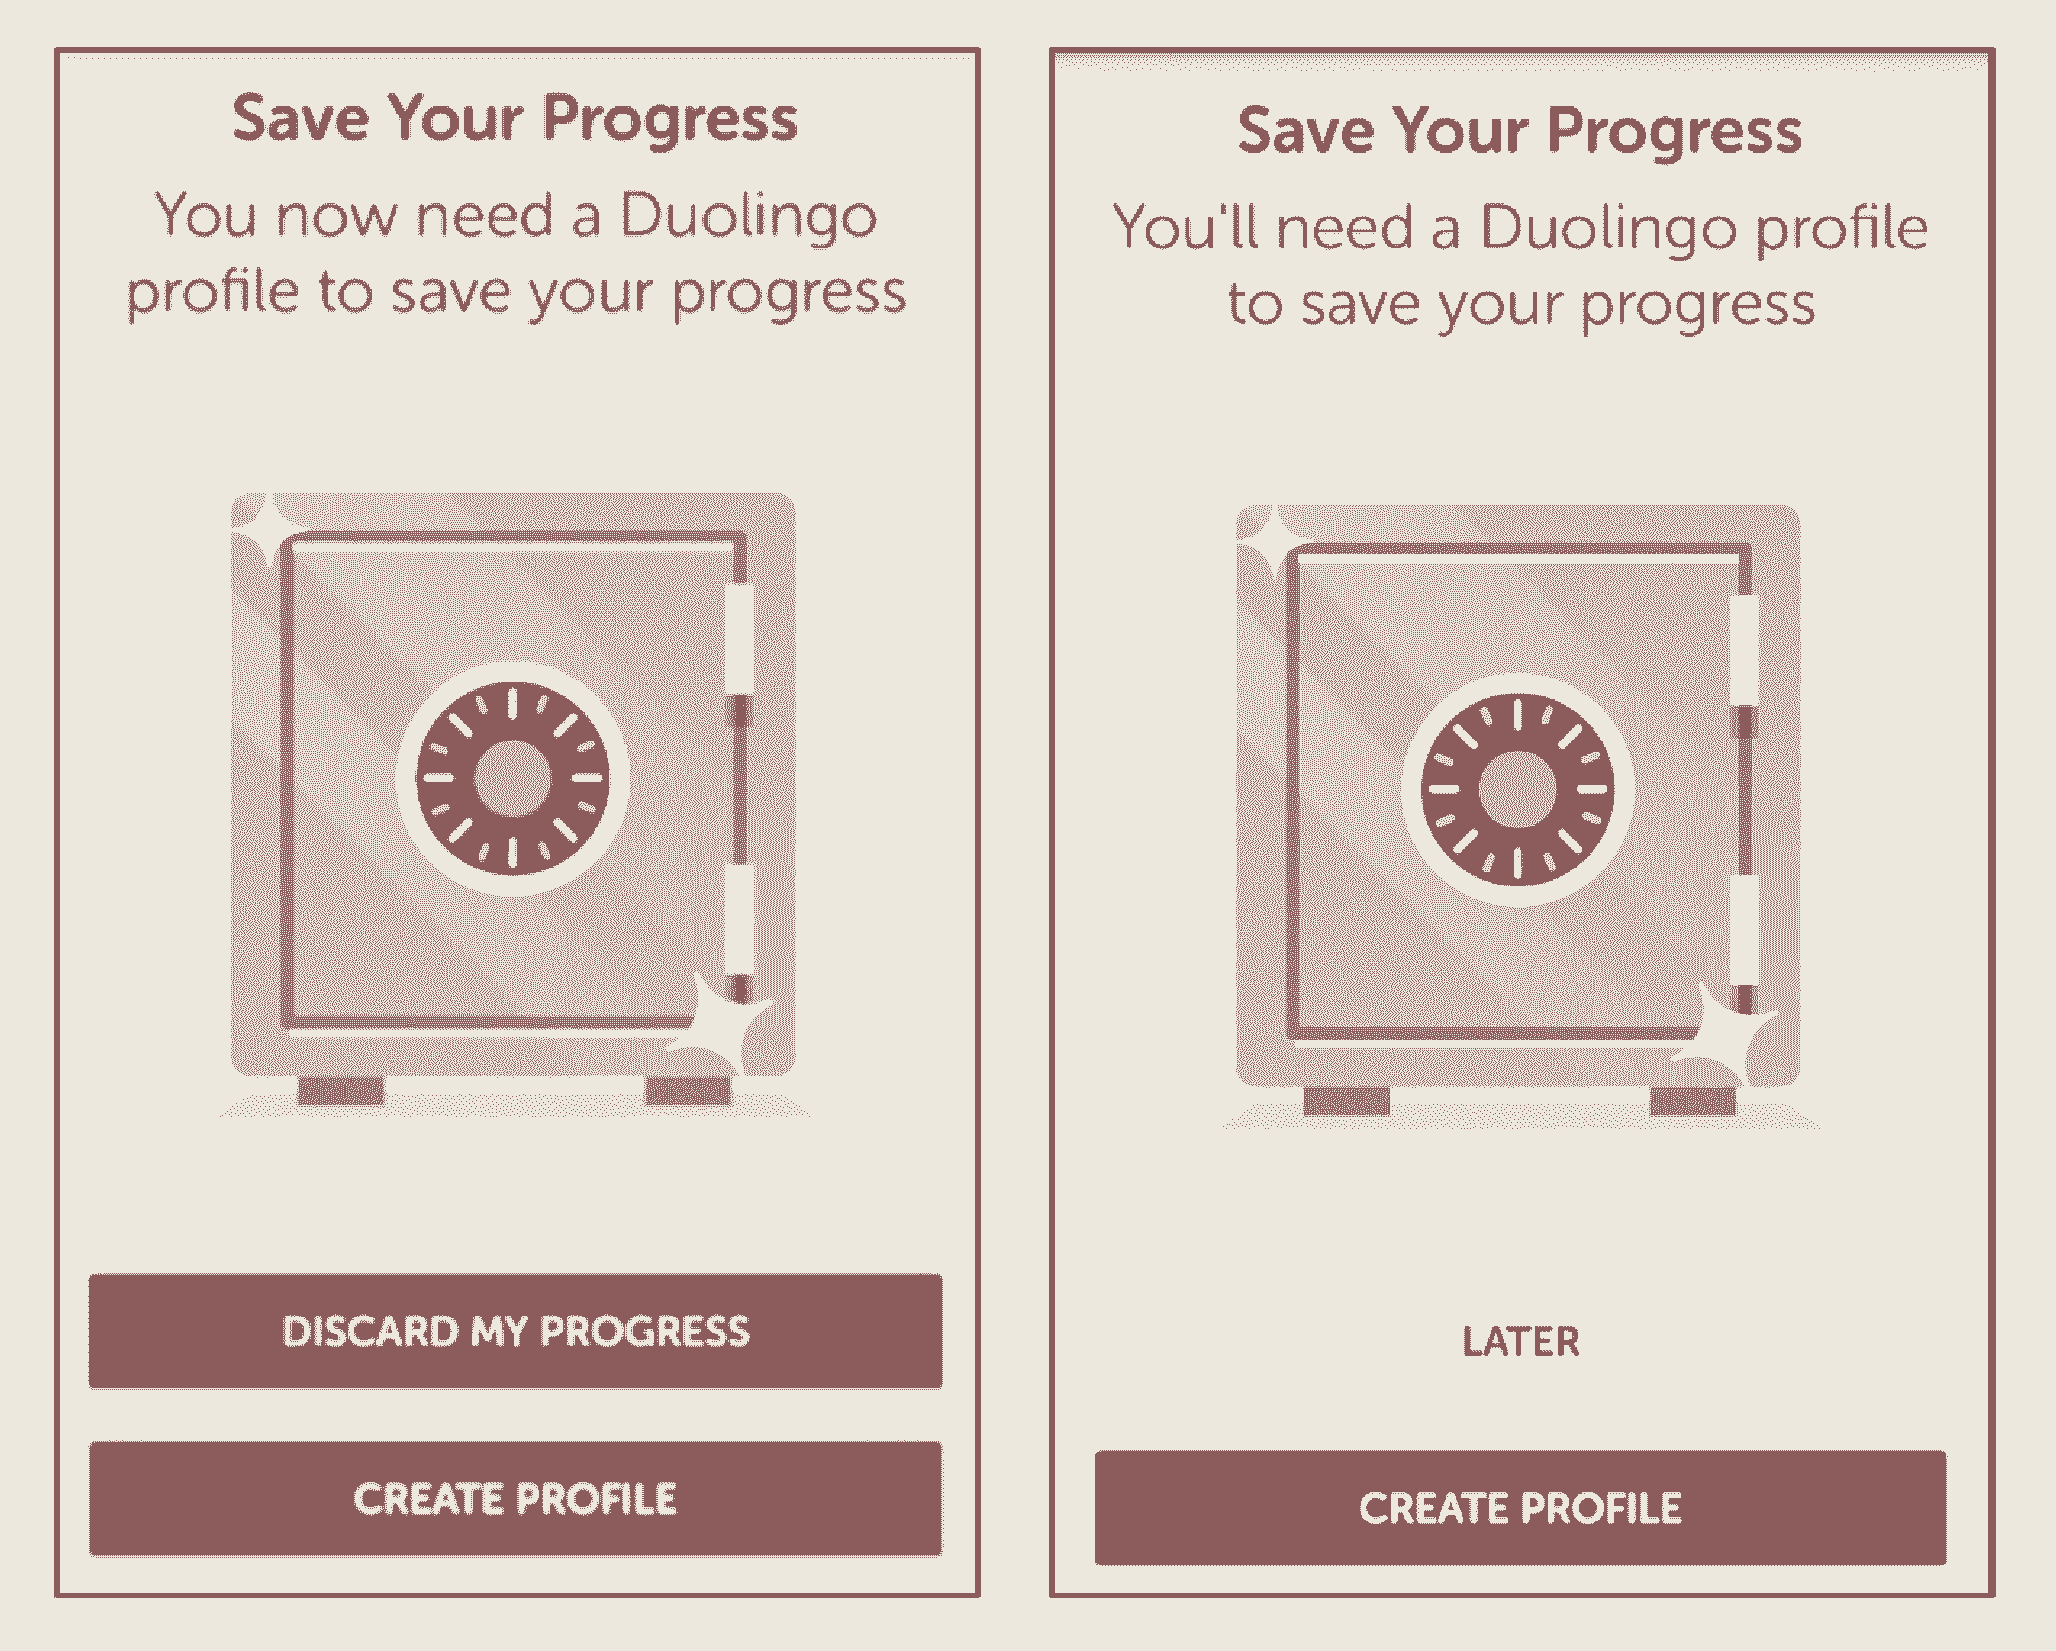 Save Your Progress
You now need a Duolingo
profile to save your progress
DISCARD MY PROGRESS
CREATE PROFILE
Save Your Progress
You'll need a Duolingo profile
to save your progress
LATER
CREATE PROFILE